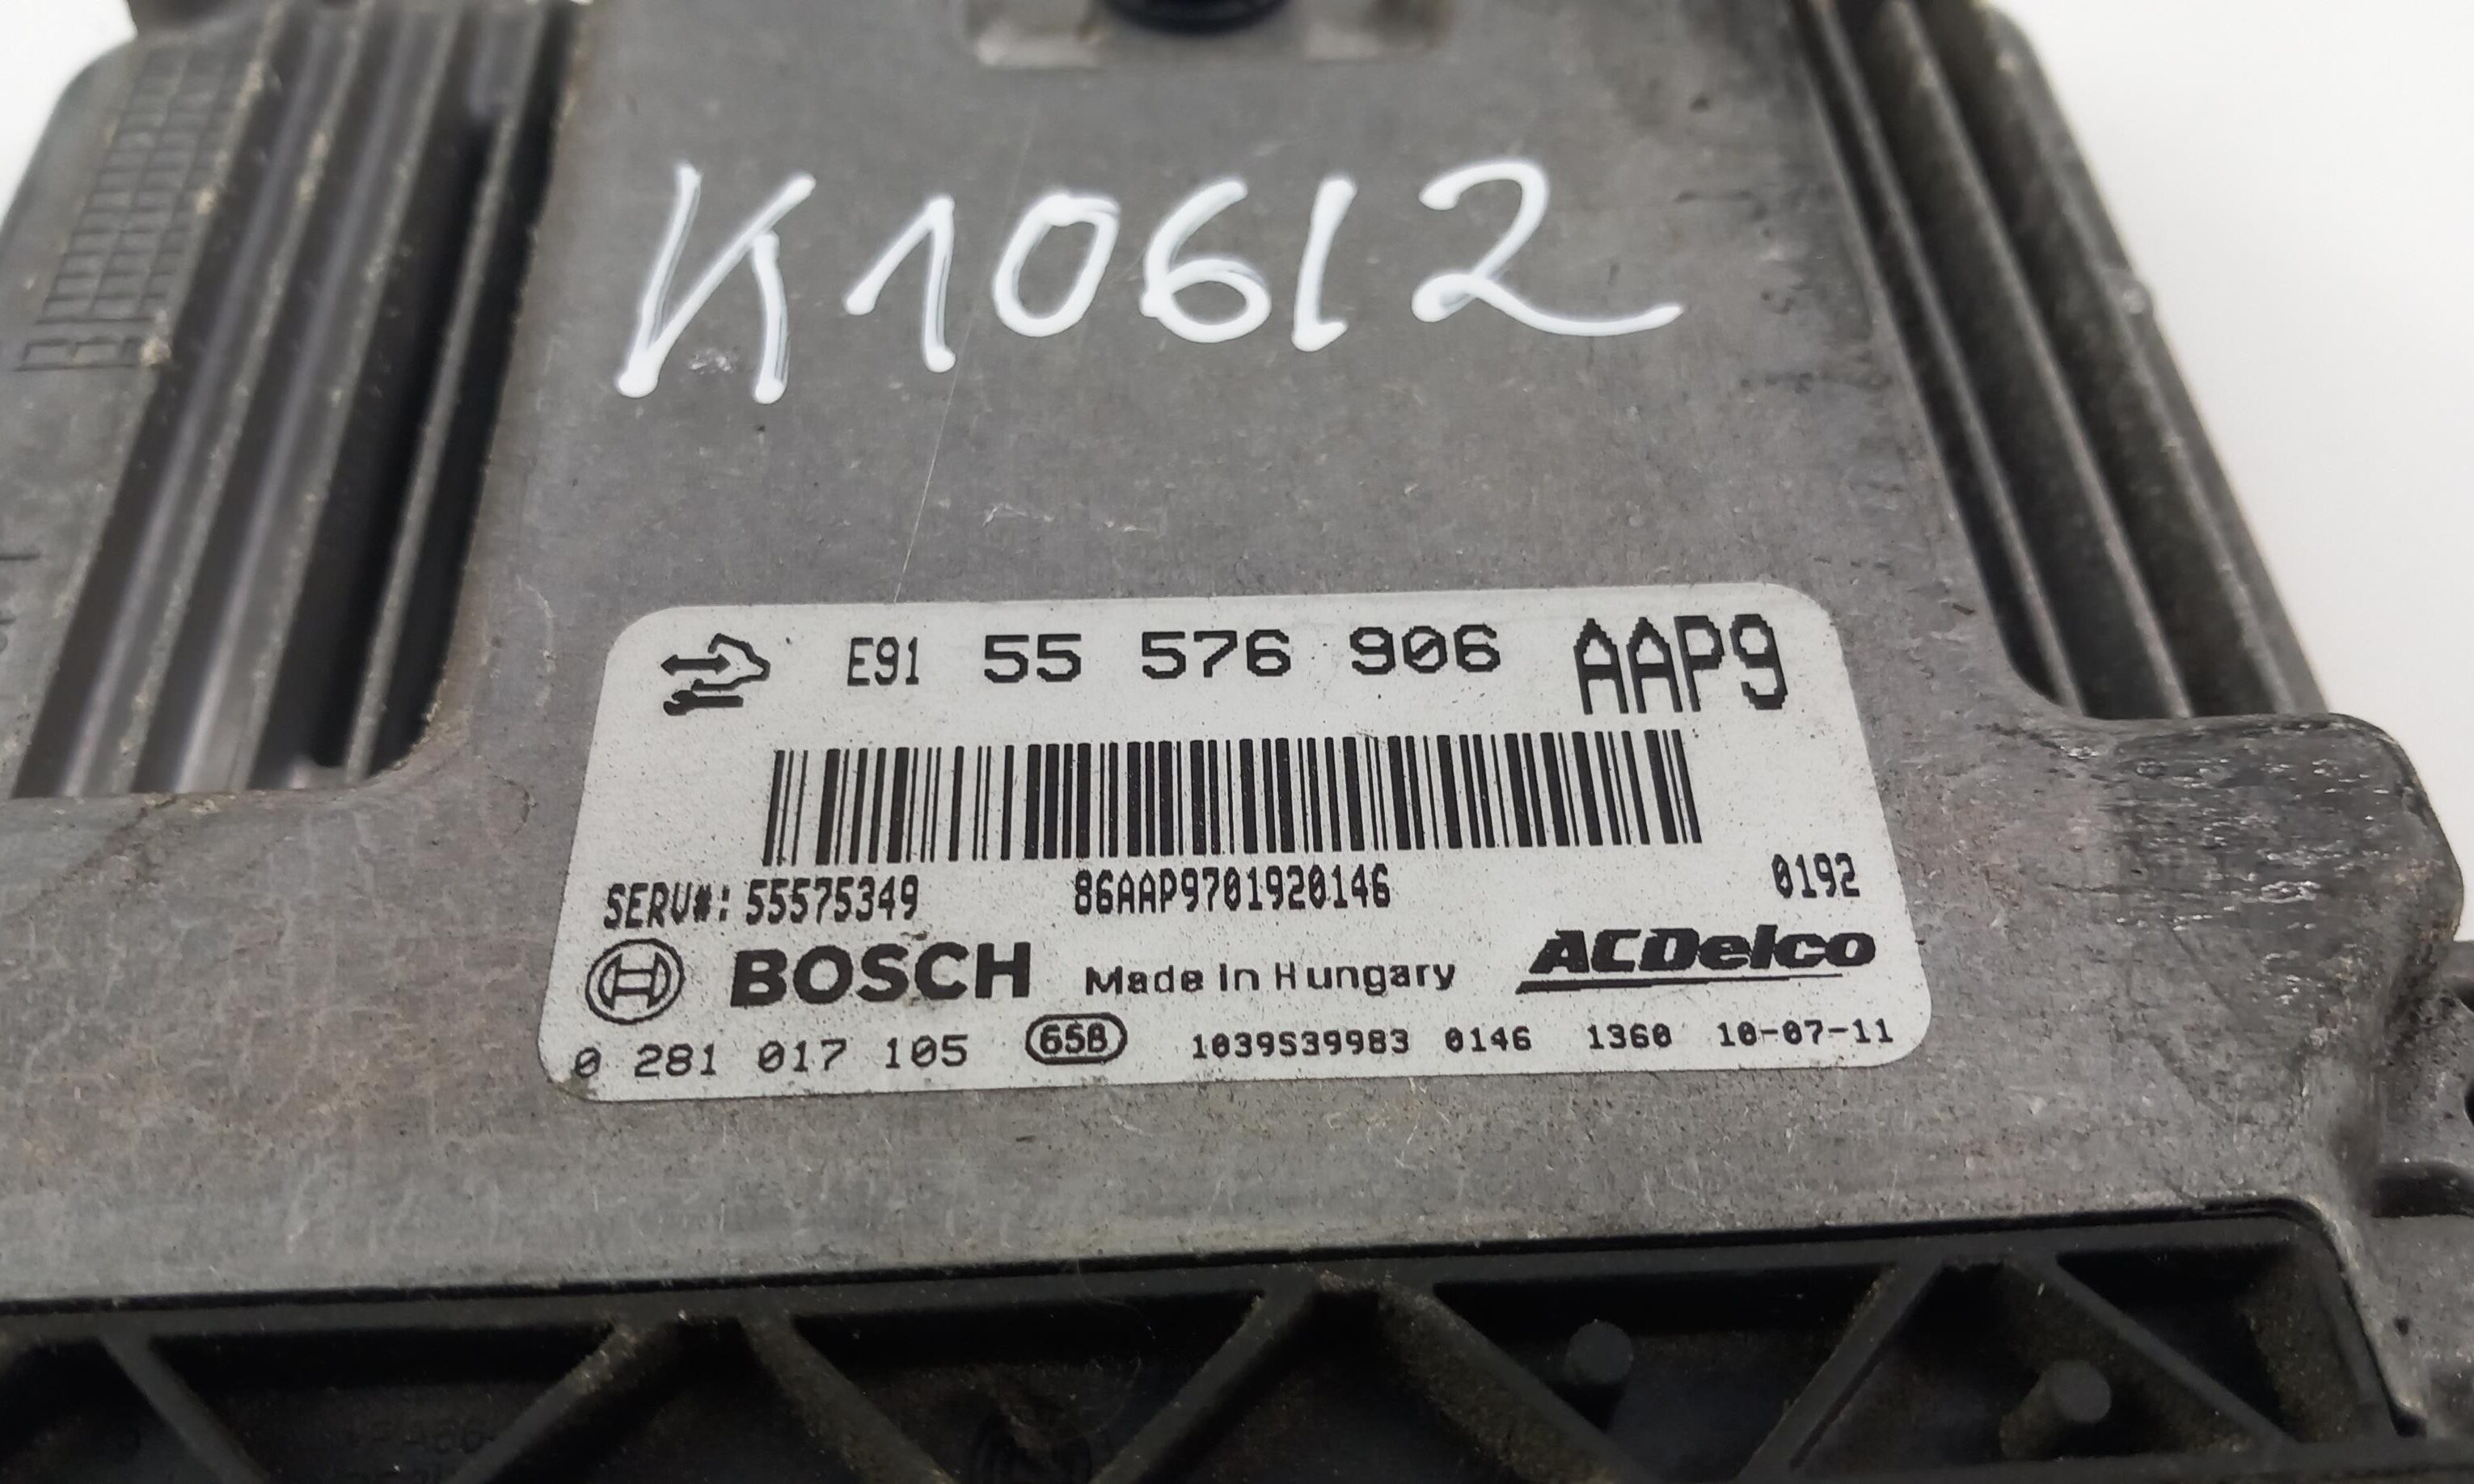 K10612
E91 55 576 906 AAP9
SERV#: 55575349 86AAP9701920146 0192
BOSCH Made in Hungary ACDelco
0 281 017 105 65B 1039S39983 0146 1360 10-07-11